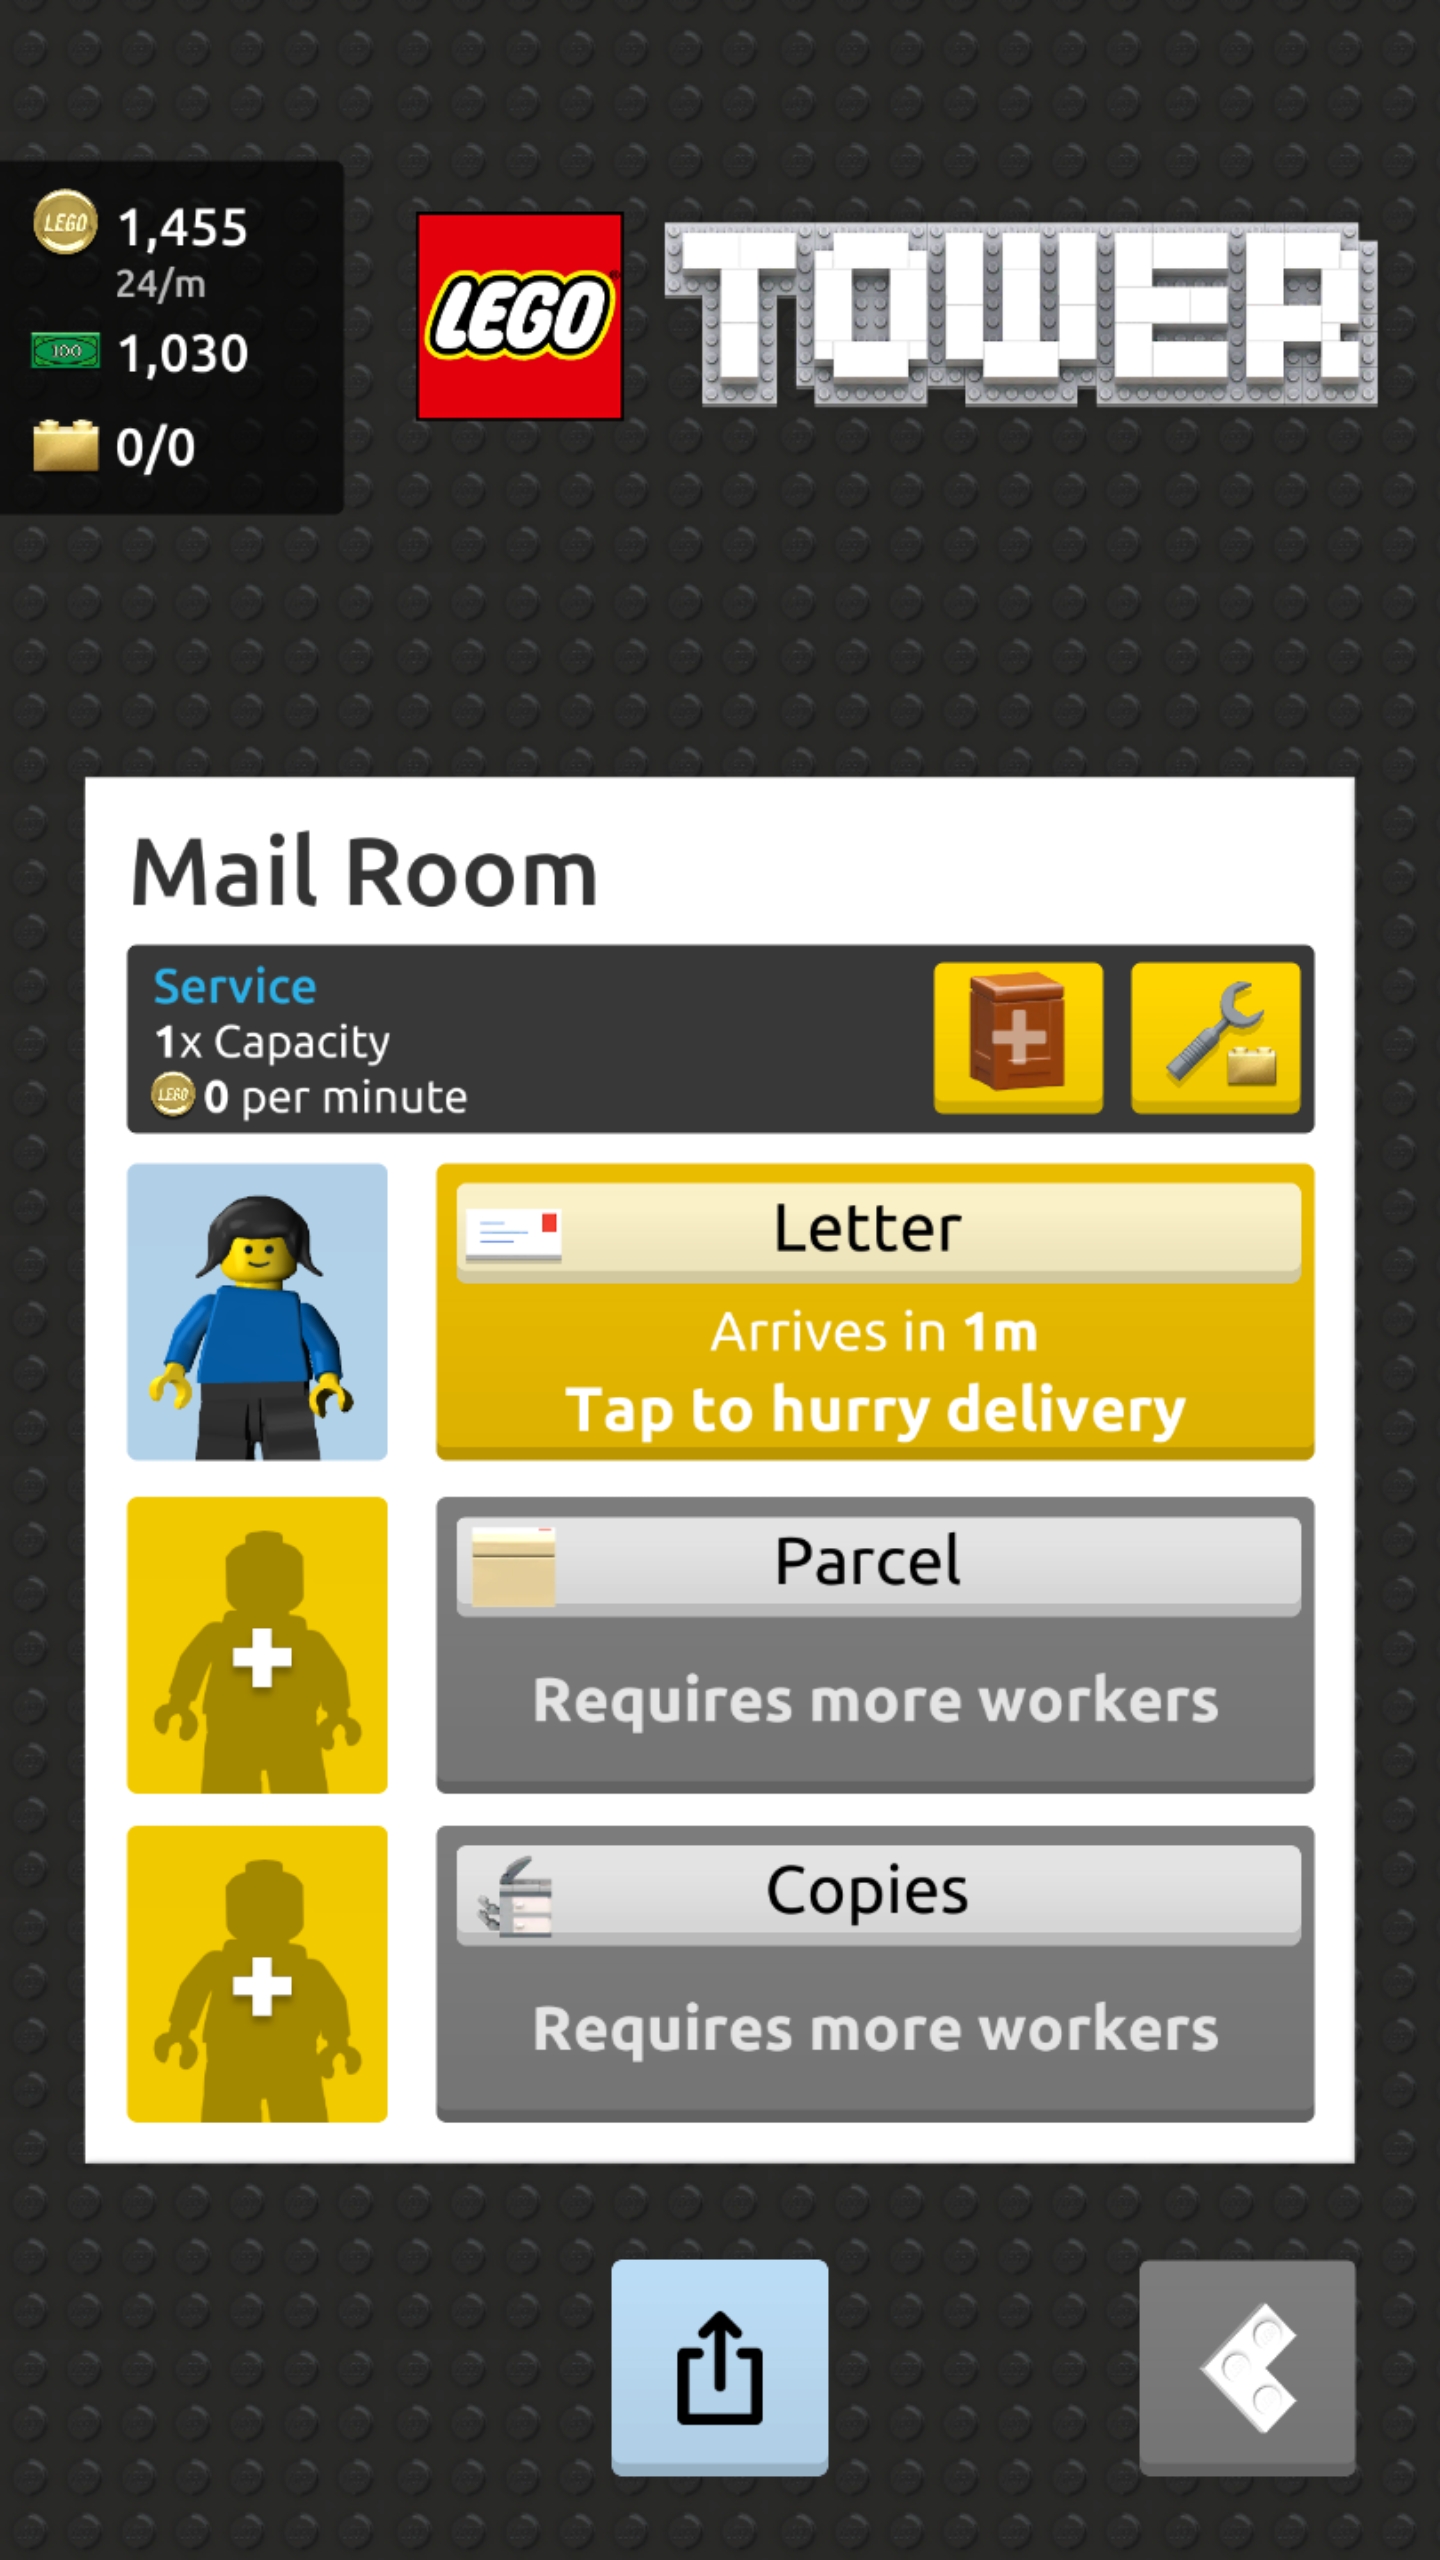 LEGO 1,455
24/m
100 1,030
0/0
LEGO TOWER
Mail Room
Service
1x Capacity
LEGO 0 per minute
Letter
Arrives in 1m
Tap to hurry delivery
Parcel
Requires more workers
Copies
Requires more workers